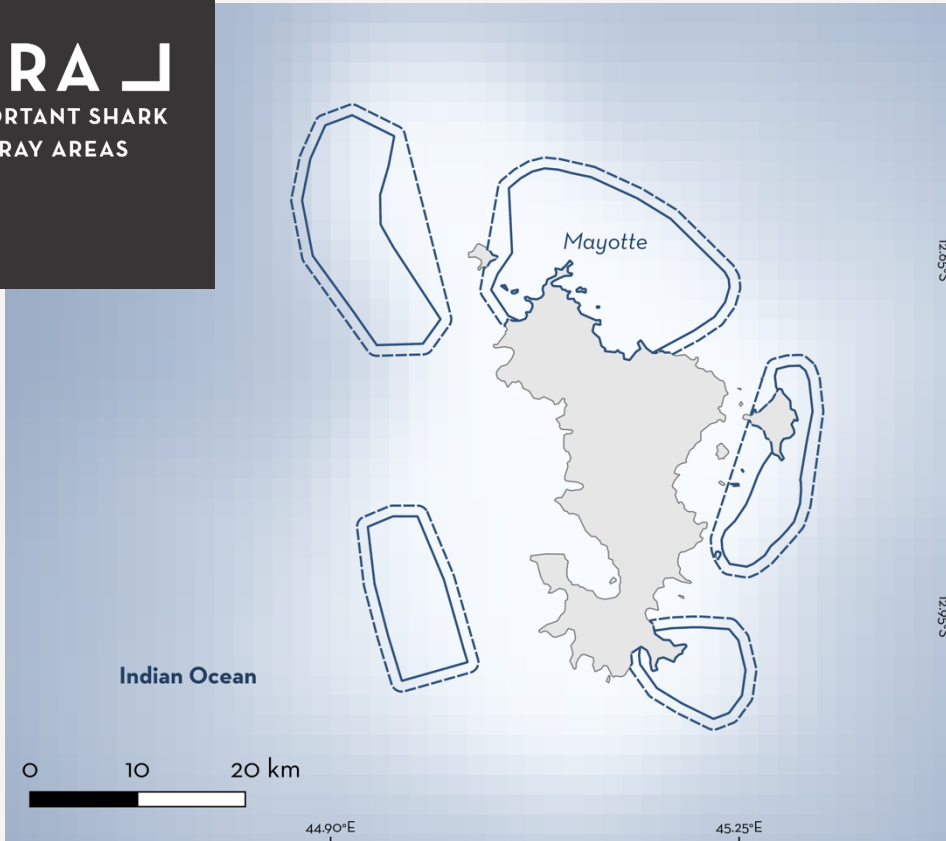 RA
ORTANT SHARK
RAY AREAS
Mayotte
12.65°S
12.95°S
Indian Ocean
0 10 20 km
44.90°E 45.25°E